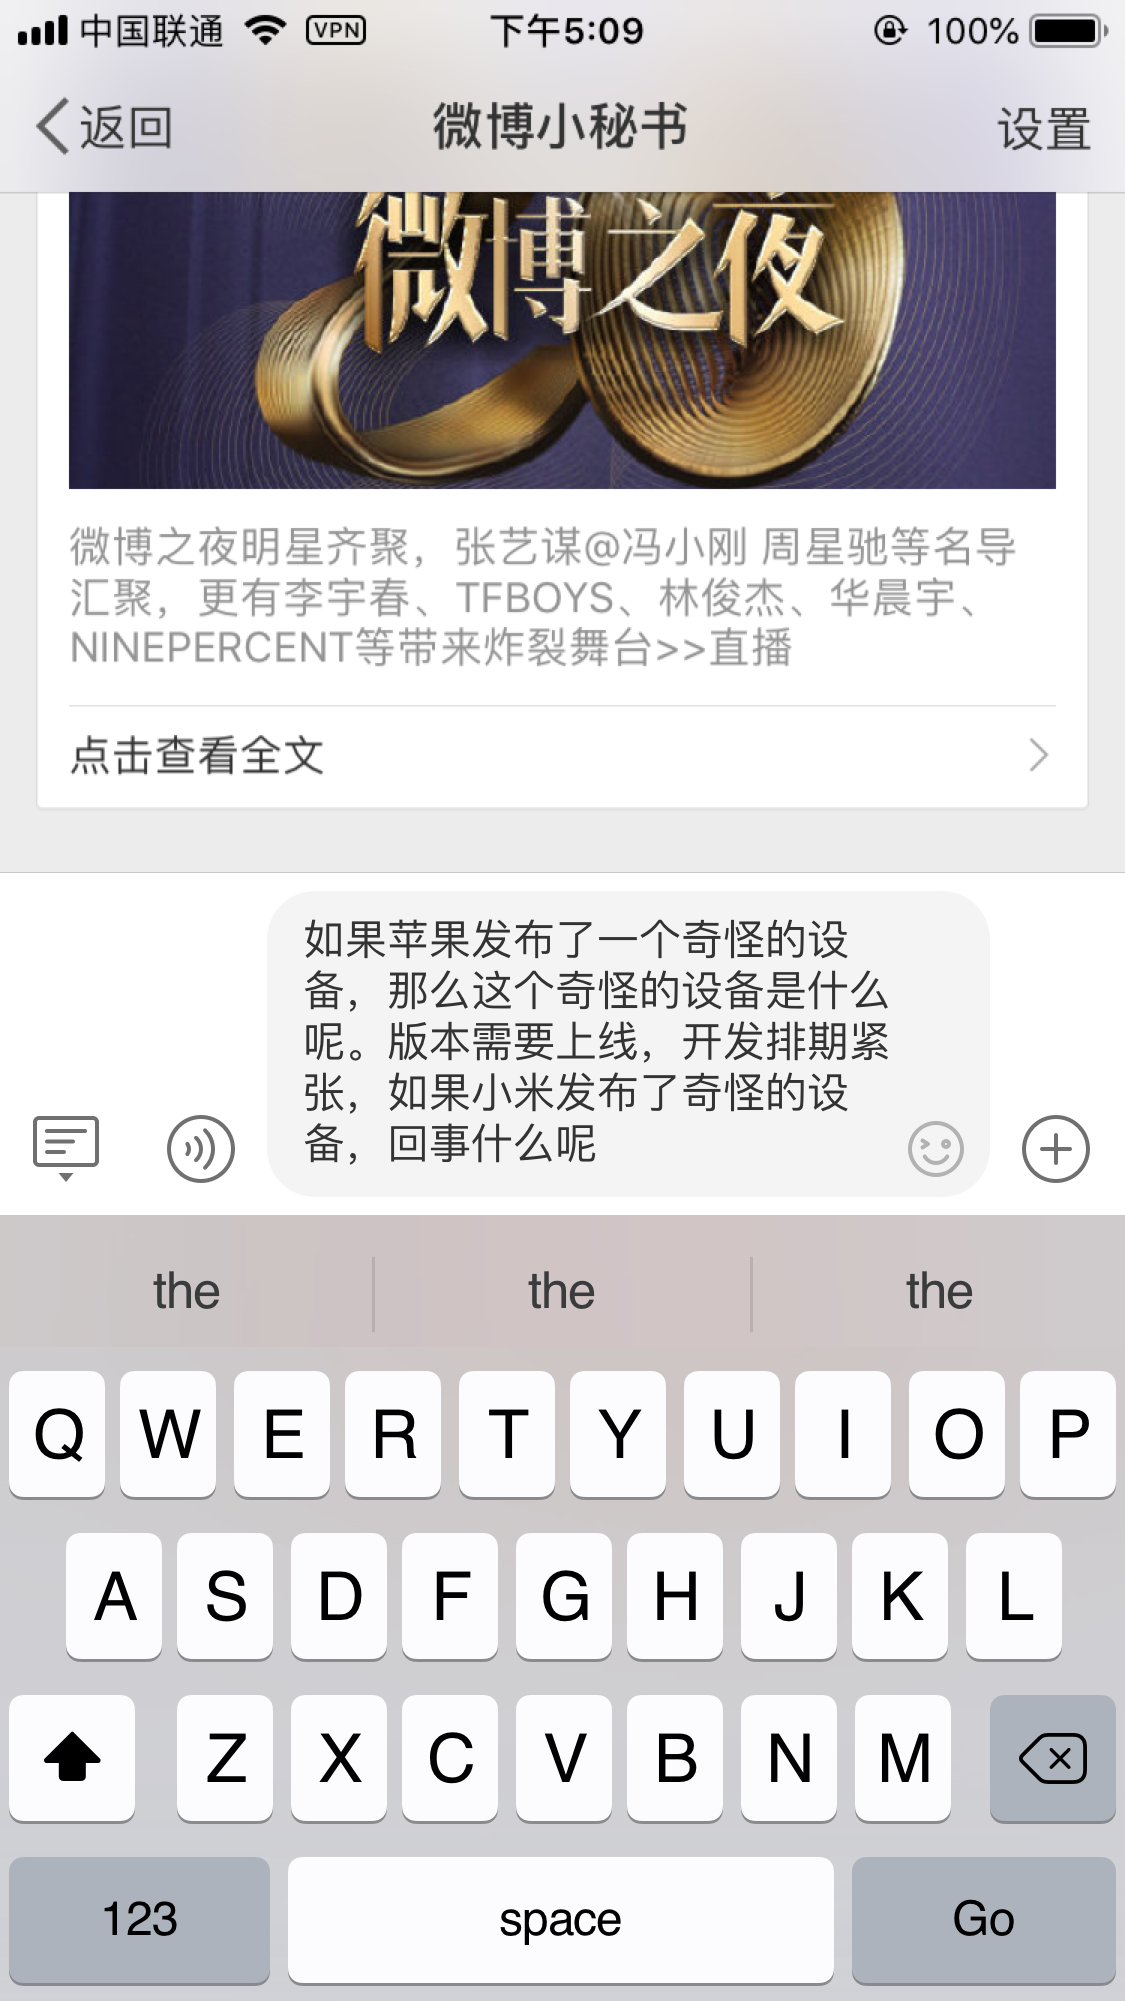 中国联通 VPN 下午5:09 100%
返回 微博小秘书 设置
微博之夜
微博之夜明星齐聚，张艺谋@冯小刚 周星驰等名导
汇聚，更有李宇春、TFBOYS、林俊杰、华晨宇、
NINEPERCENT等带来炸裂舞台>>直播
点击查看全文
如果苹果发布了一个奇怪的设
备，那么这个奇怪的设备是什么
呢。版本需要上线，开发排期紧
张，如果小米发布了奇怪的设
备，回事什么呢
the the the
Q W E R T Y U I O P
A S D F G H J K L
Z X C V B N M
123 space Go